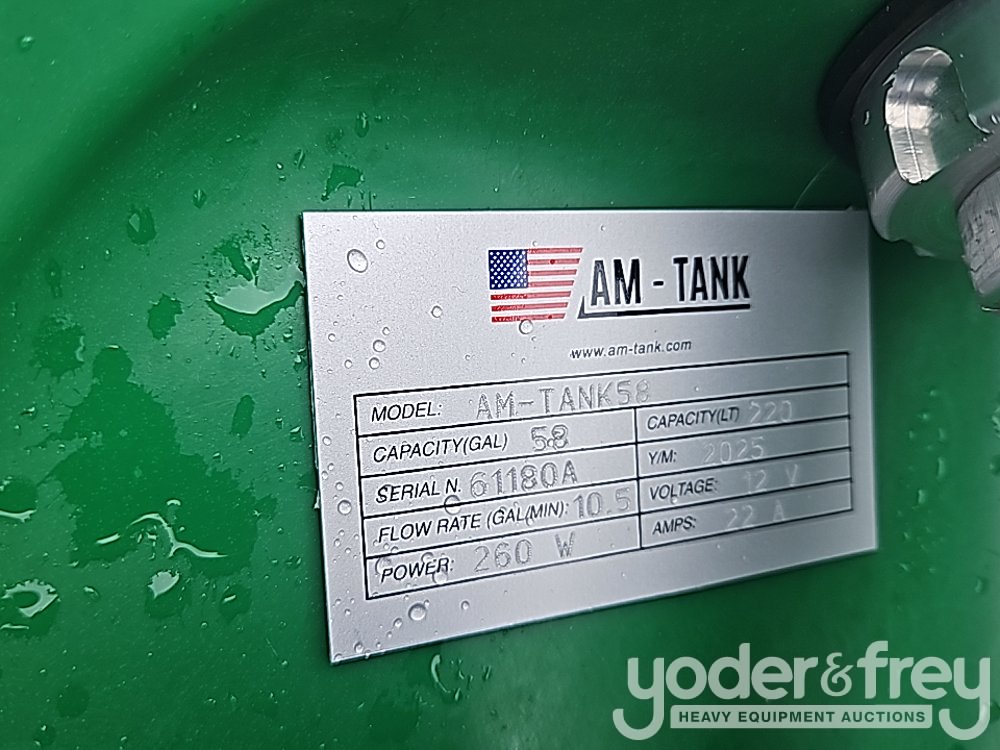 AM - TANK
www.am-tank.com
MODEL: AM-TANK58
CAPACITY(GAL) 58 CAPACITY(LT) 220
SERIAL N. 61180A Y/M: 2025
FLOW RATE (GAL(MIN): 10.5 VOLTAGE: 12 V
POWER: 260 W AMPS: 22 A
yoder&frey
HEAVY EQUIPMENT AUCTIONS